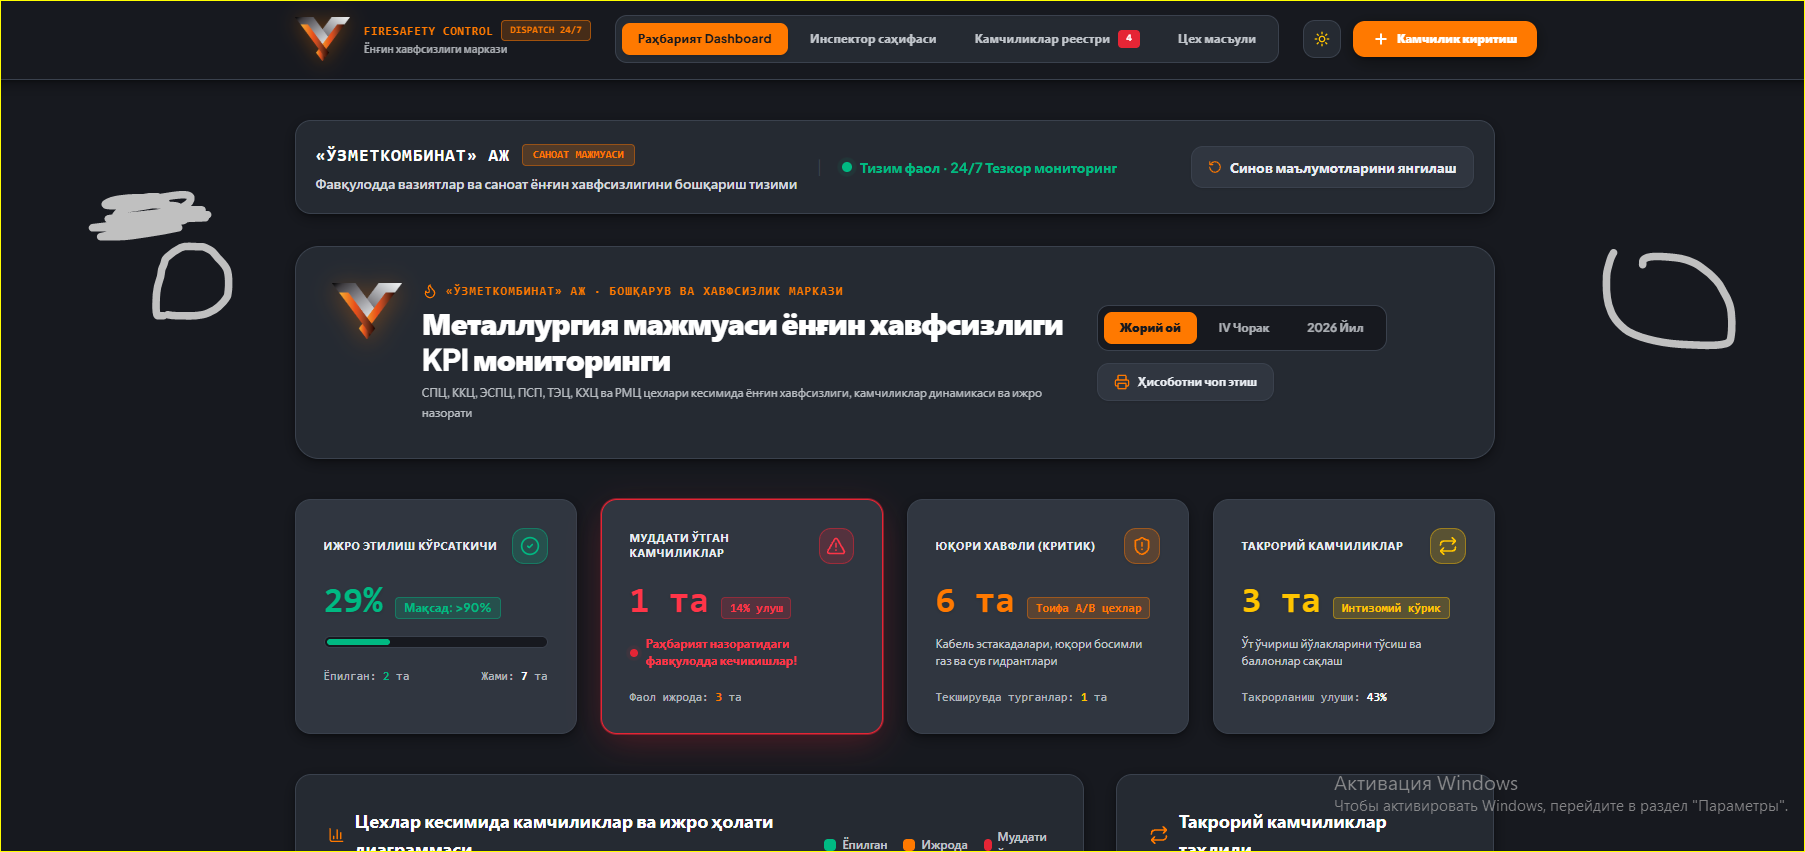 FIRESAFETY CONTROL
DISPATCH 24/7
Ёнғин хавфсизлиги маркази
Раҳбарият Dashboard
Инспектор саҳифаси
Камчиликлар реестри 4
Цех масъули
Камчилик киритиш
«ЎЗМЕТКОМБИНАТ» АЖ
САНОАТ МАЖМУАСИ
Фавқулодда вазиятлар ва саноат ёнғин хавфсизлигини бошқариш тизими
Тизим фаол · 24/7 Тезкор мониторинг
Синов маълумотларини янгилаш
«ЎЗМЕТКОМБИНАТ» АЖ · БОШҚАРУВ ВА ХАВФСИЗЛИК МАРКАЗИ
Металлургия мажмуаси ёнғин хавфсизлиги
KPI мониторинги
СПЦ, ККЦ, ЭСПЦ, ПСП, ТЭЦ, КХЦ ва РМЦ цехлари кесимида ёнғин хавфсизлиги, камчиликлар динамикаси ва ижро
назорати
Жорий ой
IV Чорак
2026 Йил
Ҳисоботни чоп этиш
ИЖРО ЭТИЛИШ КЎРСАТКИЧИ
29%
Мақсад: >90%
Ёпилган: 2 та
Жами: 7 та
МУДДАТИ ЎТГАН
КАМЧИЛИКЛАР
1 та
14% улуш
Раҳбарият назоратидаги
фавқулодда кечикишлар!
Фаол ижрода: 3 та
ЮҚОРИ ХАВФЛИ (КРИТИК)
6 та
Тоифа А/В цехлар
Кабель эстакадалари, юқори босимли
газ ва сув гидрантлари
Текширувда турганлар: 1 та
ТАКРОРИЙ КАМЧИЛИКЛАР
3 та
Интизомий кўрик
Ўт ўчириш йўлакларини тўсиш ва
баллонлар сақлаш
Такрорланиш улуши: 43%
Цехлар кесимида камчиликлар ва ижро ҳолати
диаграммаси
Ёпилган
Ижрода
Муддати
Такрорий камчиликлар
таҳлили
Активация Windows
Чтобы активировать Windows, перейдите в раздел "Параметры".